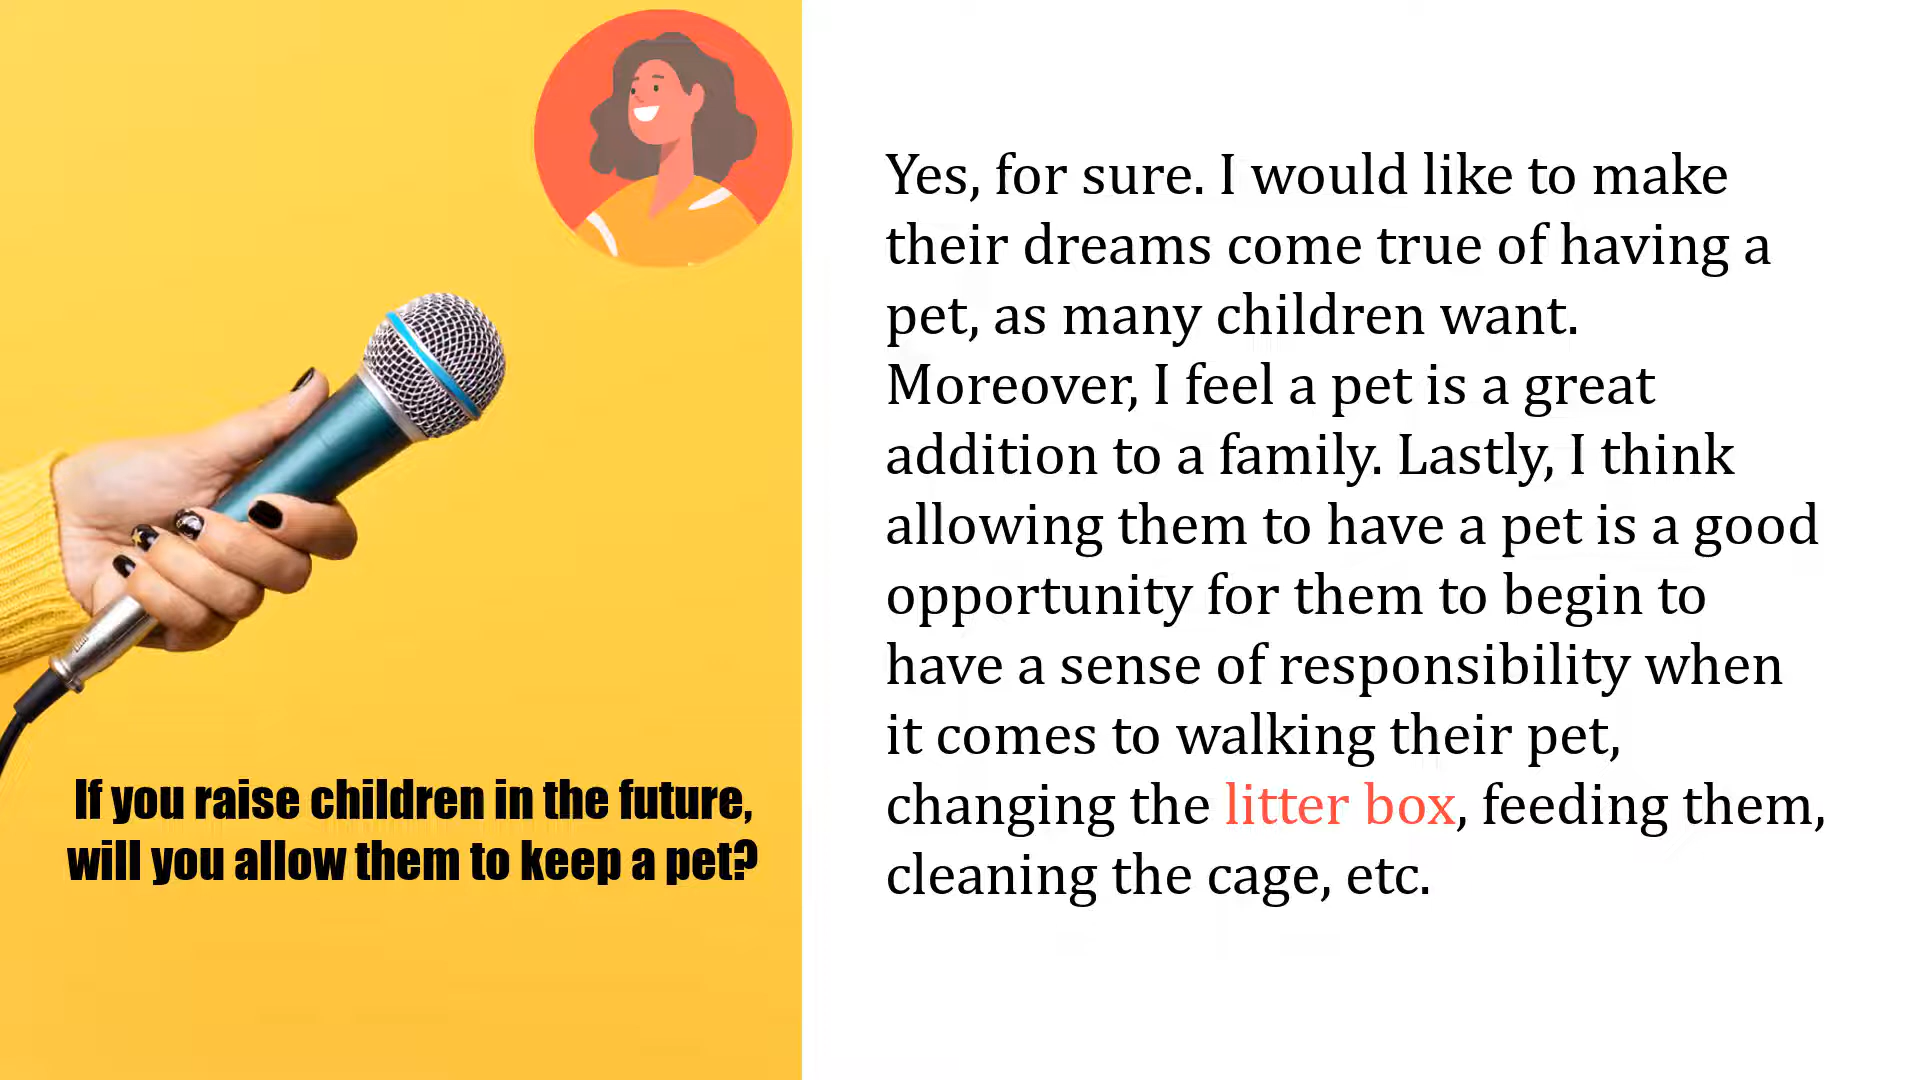 If you raise children in the future,
will you allow them to keep a pet?
Yes, for sure. I would like to make
their dreams come true of having a
pet, as many children want.
Moreover, I feel a pet is a great
addition to a family. Lastly, I think
allowing them to have a pet is a good
opportunity for them to begin to
have a sense of responsibility when
it comes to walking their pet,
changing the litter box, feeding them,
cleaning the cage, etc.